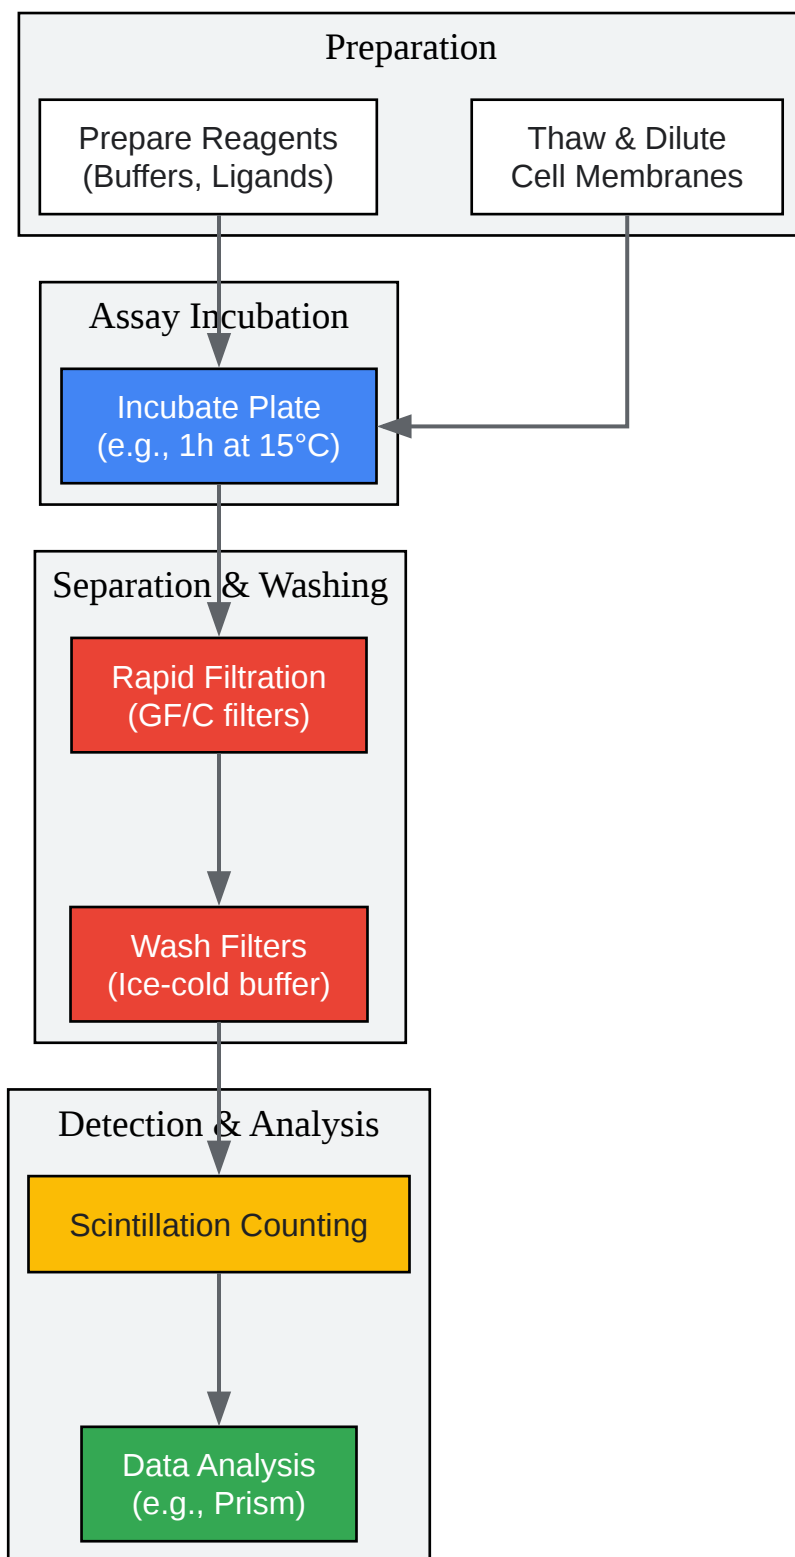 Preparation
Prepare Reagents
(Buffers, Ligands)
Thaw & Dilute
Cell Membranes
Assay Incubation
Incubate Plate
(e.g., 1h at 15°C)
Separation & Washing
Rapid Filtration
(GF/C filters)
Wash Filters
(Ice-cold buffer)
Detection & Analysis
Scintillation Counting
Data Analysis
(e.g., Prism)